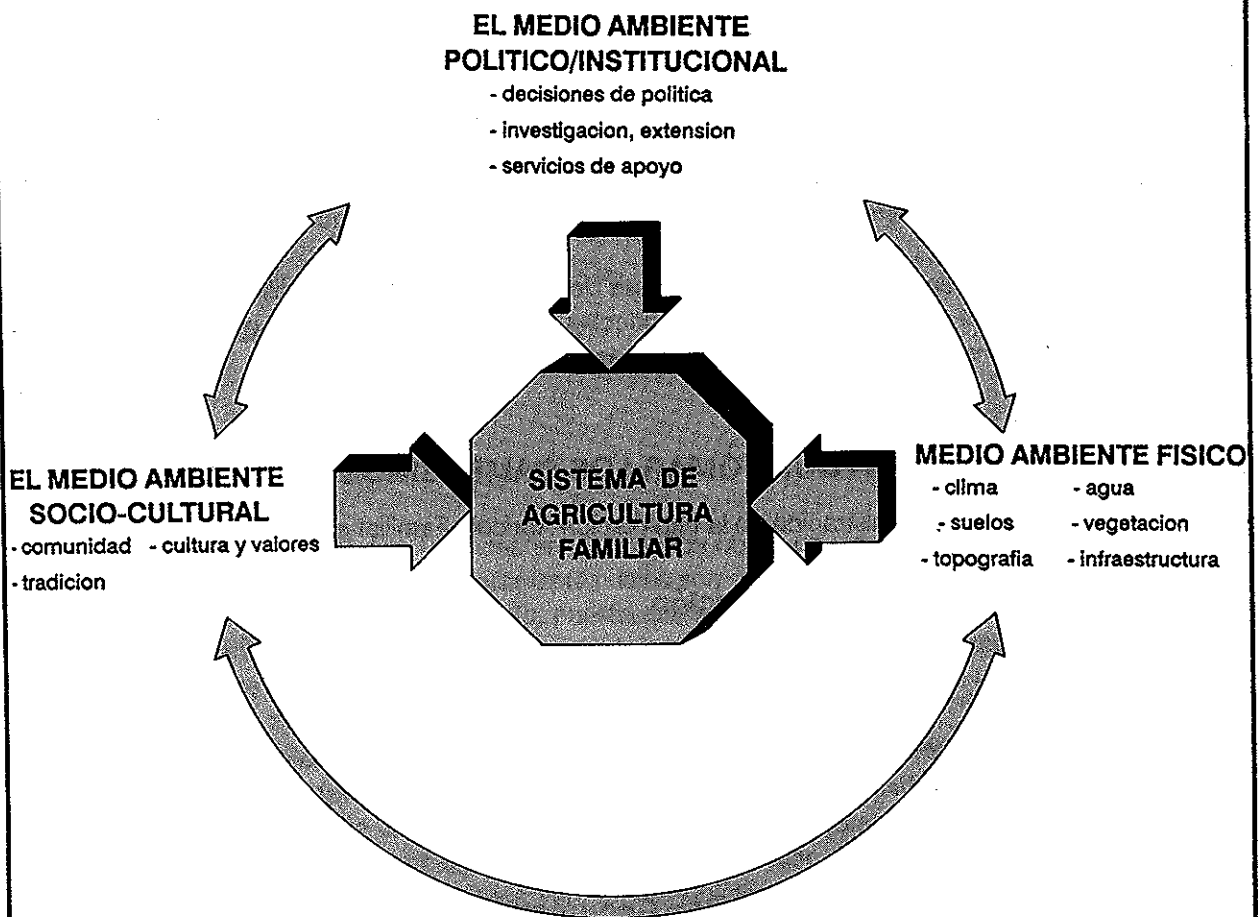 EL MEDIO AMBIENTE
POLITICO/INSTITUCIONAL
- decisiones de politica
- investigacion, extension
- servicios de apoyo
EL MEDIO AMBIENTE
SOCIO-CULTURAL
- comunidad - cultura y valores
- tradicion
SISTEMA DE
AGRICULTURA
FAMILIAR
MEDIO AMBIENTE FISICO
- clima - agua
- suelos - vegetacion
- topografia - infraestructura